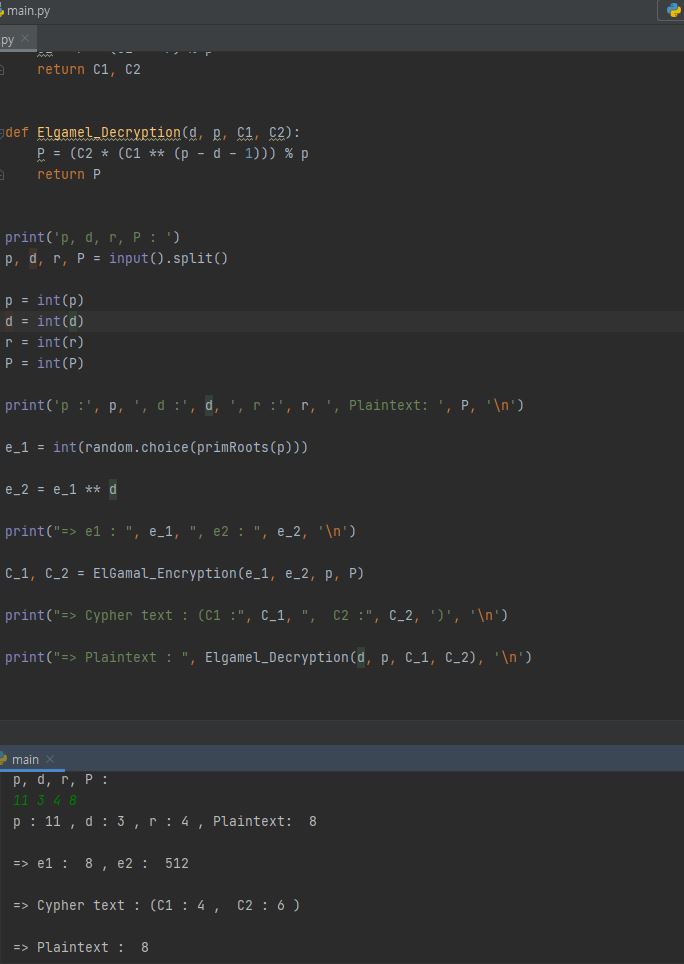 main.py
py
return C1, C2
def Elgamel_Decryption(d, p, C1, C2):
P = (C2 * (C1 ** (p - d - 1))) % p
return P
print('p, d, r, P : ')
p, d, r, P = input().split()
p = int(p)
d = int(d)
r = int(r)
P = int(P)
print('p :', p, ', d :', d, ', r :', r, ', Plaintext: ', P, '\n')
e_1 = int(random.choice(primRoots(p)))
e_2 = e_1 ** d
print("=> e1 : ", e_1, ", e2 : ", e_2, '\n')
C_1, C_2 = ElGamal_Encryption(e_1, e_2, p, P)
print("=> Cypher text : (C1 :", C_1, ",  C2 :", C_2, ')', '\n')
print("=> Plaintext : ", Elgamel_Decryption(d, p, C_1, C_2), '\n')
main
p, d, r, P :
11 3 4 8
p : 11 , d : 3 , r : 4 , Plaintext:  8
=> e1 :  8 , e2 :  512
=> Cypher text : (C1 : 4 ,  C2 : 6 )
=> Plaintext :  8